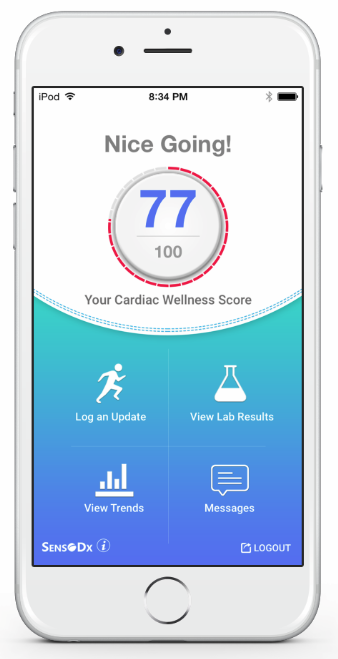 iPod 8:34 PM
Nice Going!
77
100
Your Cardiac Wellness Score
Log an Update View Lab Results
View Trends Messages
SENSODX i LOGOUT